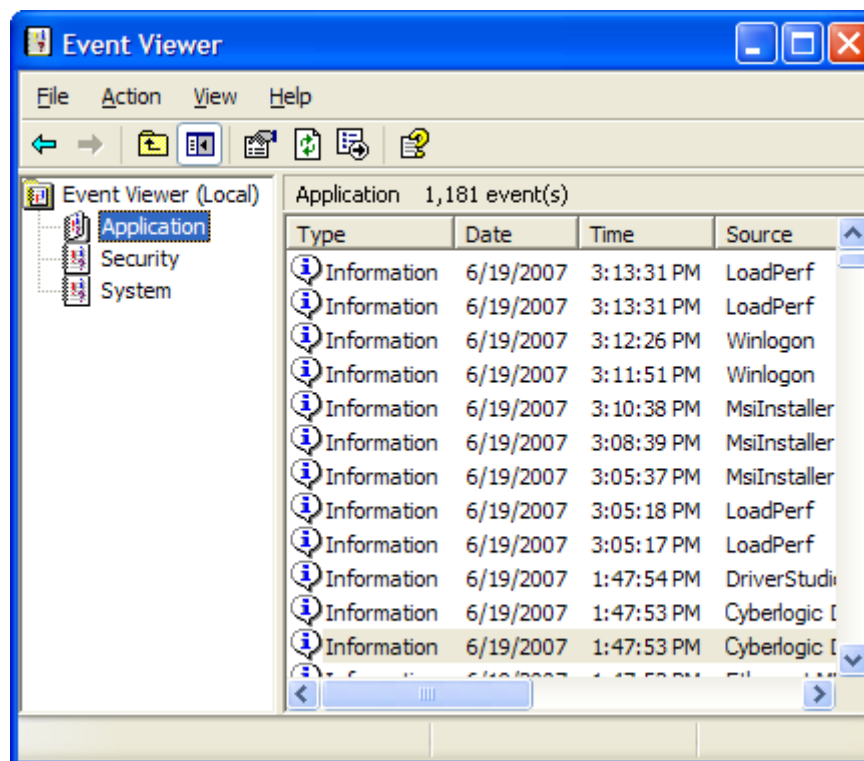 Event Viewer
File Action View Help
Event Viewer (Local)
Application
Security
System
Application 1,181 event(s)
Type Date Time Source
Information 6/19/2007 3:13:31 PM LoadPerf
Information 6/19/2007 3:13:31 PM LoadPerf
Information 6/19/2007 3:12:26 PM Winlogon
Information 6/19/2007 3:11:51 PM Winlogon
Information 6/19/2007 3:10:38 PM MsiInstaller
Information 6/19/2007 3:08:39 PM MsiInstaller
Information 6/19/2007 3:05:37 PM MsiInstaller
Information 6/19/2007 3:05:18 PM LoadPerf
Information 6/19/2007 3:05:17 PM LoadPerf
Information 6/19/2007 1:47:54 PM DriverStudi
Information 6/19/2007 1:47:53 PM Cyberlogic
Information 6/19/2007 1:47:53 PM Cyberlogic